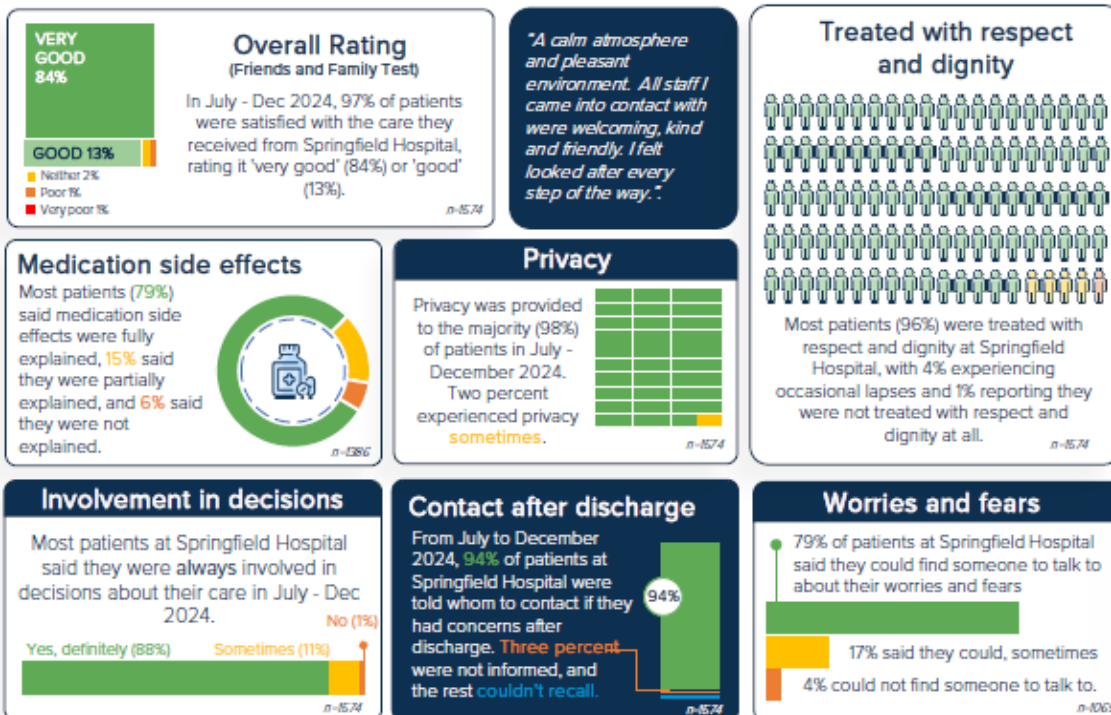 VERY
GOOD
84%
GOOD 13%
Neither 2%
Poor 1%
Very poor 1%
Overall Rating
(Friends and Family Test)
In July - Dec 2024, 97% of patients
were satisfied with the care they
received from Springfield Hospital,
rating it 'very good' (84%) or 'good'
(13%).
n=1574
"A calm atmosphere
and pleasant
environment. All staff I
came into contact with
were welcoming, kind
and friendly. I felt
looked after every
step of the way.".
Treated with respect
and dignity
Most patients (96%) were treated with
respect and dignity at Springfield
Hospital, with 4% experiencing
occasional lapses and 1% reporting they
were not treated with respect and
dignity at all.
n=1574
Medication side effects
Most patients (79%)
said medication side
effects were fully
explained, 15% said
they were partially
explained, and 6% said
they were not
explained.
n=1386
Privacy
Privacy was provided
to the majority (98%)
of patients in July -
December 2024.
Two percent
experienced privacy
sometimes.
n=1574
Involvement in decisions
Most patients at Springfield Hospital
said they were always involved in
decisions about their care in July - Dec
2024.
No (1%)
Yes, definitely (88%)
Sometimes (11%)
n=1574
Contact after discharge
From July to December
2024, 94% of patients at
Springfield Hospital were
told whom to contact if they
had concerns after
discharge. Three percent
were not informed, and
the rest couldn't recall.
94%
n=1574
Worries and fears
79% of patients at Springfield Hospital
said they could find someone to talk to
about their worries and fears
17% said they could, sometimes
4% could not find someone to talk to.